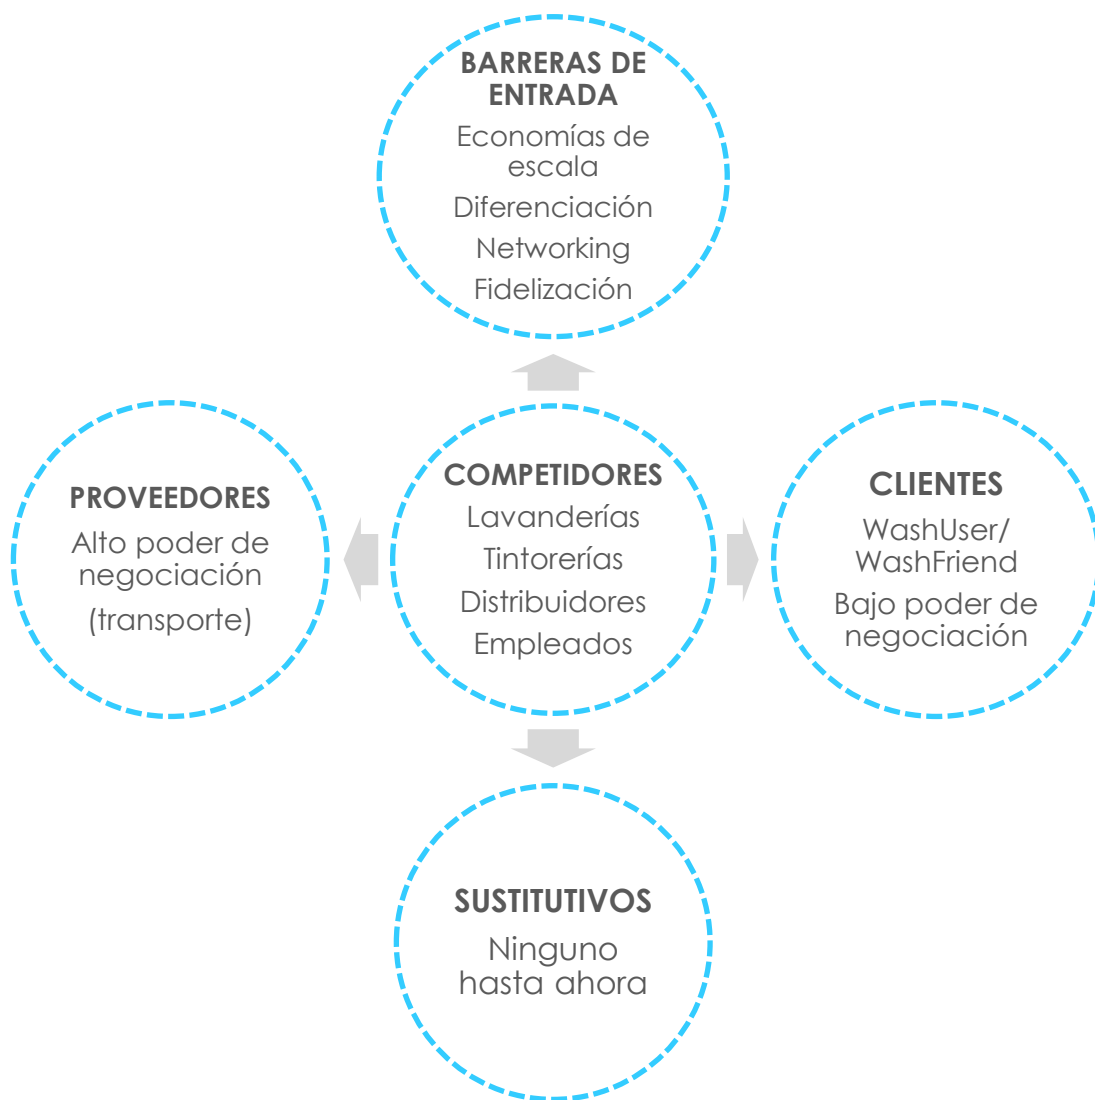 BARRERAS DE
ENTRADA
Economías de
escala
Diferenciación
Networking
Fidelización
PROVEEDORES
Alto poder de
negociación
(transporte)
COMPETIDORES
Lavanderías
Tintorerías
Distribuidores
Empleados
CLIENTES
WashUser/
WashFriend
Bajo poder de
negociación
SUSTITUTIVOS
Ninguno
hasta ahora